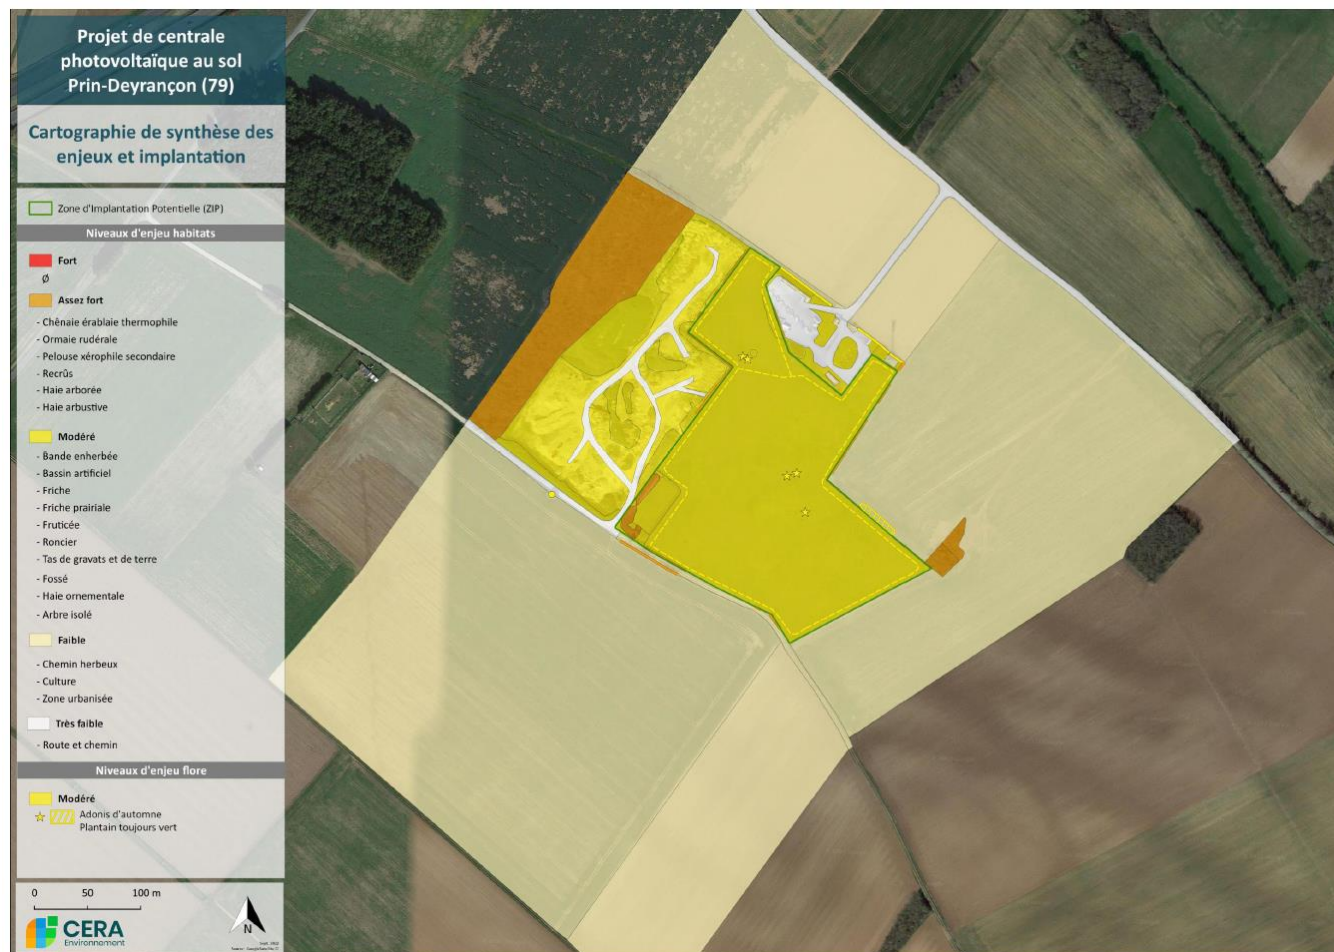 Projet de centrale
photovoltaïque au sol
Prin-Deyrançon (79)
Cartographie de synthèse des
enjeux et implantation
Zone d'Implantation Potentielle (ZIP)
Niveaux d'enjeu habitats
Fort
Ø
Assez fort
- Chênaie érablaie thermophile
- Ormaie rudérale
- Pelouse xérophile secondaire
- Recrûs
- Haie arborée
- Haie arbustive
Modéré
- Bande enherbée
- Bassin artificiel
- Friche
- Friche prairiale
- Fruticée
- Roncier
- Tas de gravats et de terre
- Fossé
- Haie ornementale
- Arbre isolé
Faible
- Chemin herbeux
- Culture
- Zone urbanisée
Très faible
- Route et chemin
Niveaux d'enjeu flore
Modéré
Adonis d'automne
Plantain toujours vert
0 50 100 m
N
CERA
Environnement